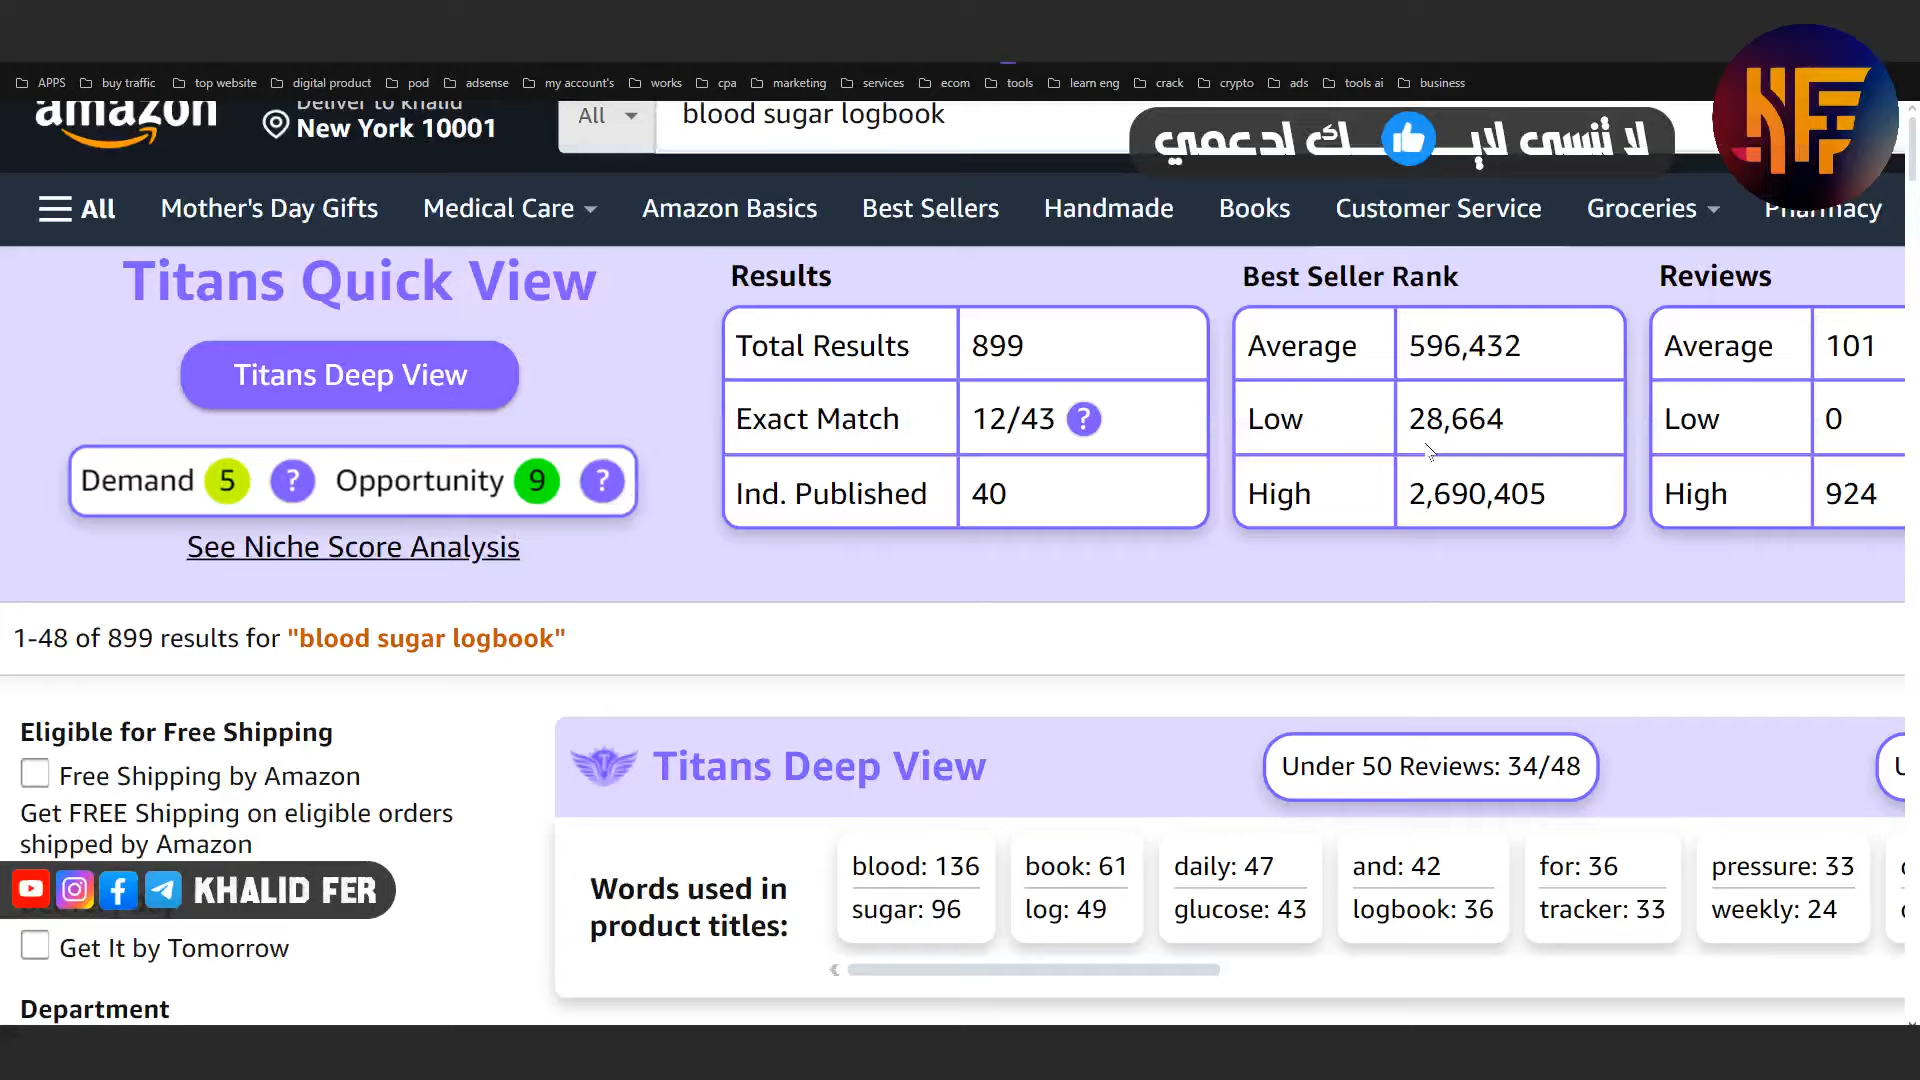 APPS buy traffic top website digital product pod adsense my account's works cpa marketing services ecom tools learn eng crack crypto ads tools ai business
amazon
Deliver to khalid
New York 10001
All
blood sugar logbook
لا تنسى لايـــك ادعمي
KF
All Mother's Day Gifts Medical Care Amazon Basics Best Sellers Handmade Books Customer Service Groceries Pharmacy
Titans Quick View
Titans Deep View
Demand 5 ? Opportunity 9 ?
See Niche Score Analysis
Results
Total Results 899
Exact Match 12/43 ?
Ind. Published 40
Best Seller Rank
Average 596,432
Low 28,664
High 2,690,405
Reviews
Average 101
Low 0
High 924
1-48 of 899 results for "blood sugar logbook"
Eligible for Free Shipping
Free Shipping by Amazon
Get FREE Shipping on eligible orders
shipped by Amazon
KHALID FER
Get It by Tomorrow
Department
Titans Deep View
Under 50 Reviews: 34/48
Words used in
product titles:
blood: 136 book: 61 daily: 47 and: 42 for: 36 pressure: 33
sugar: 96 log: 49 glucose: 43 logbook: 36 tracker: 33 weekly: 24